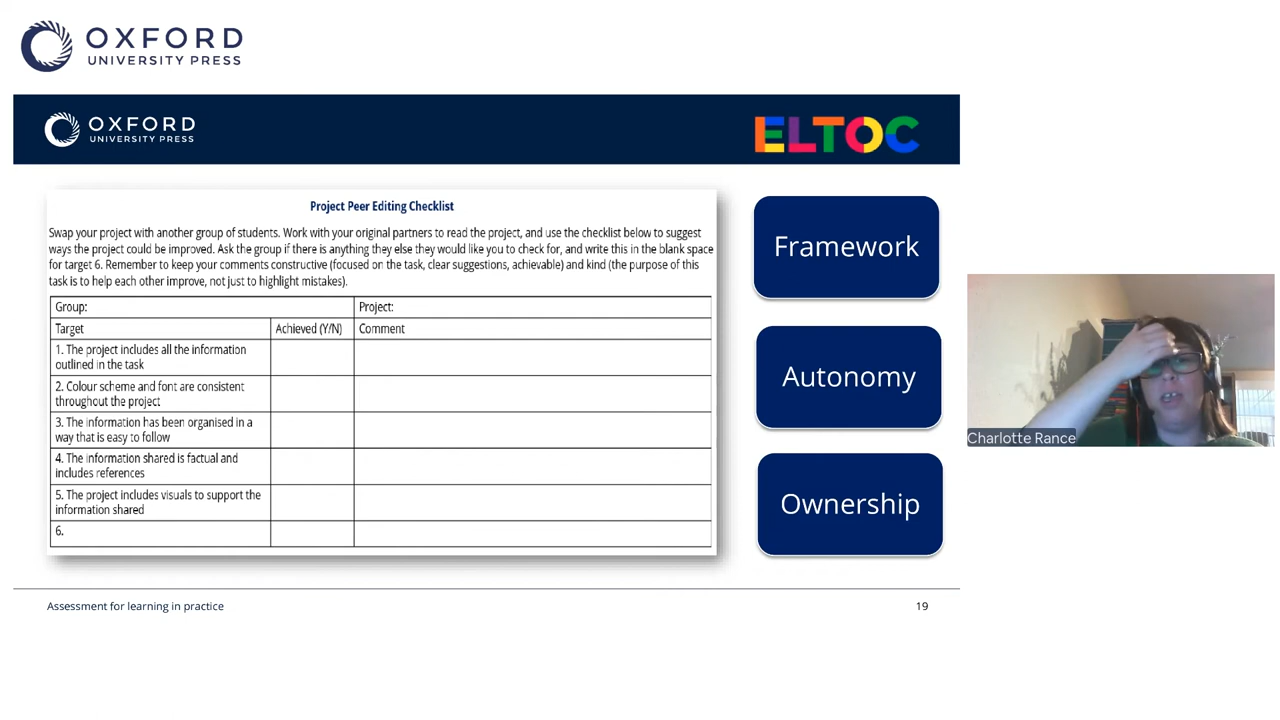 OXFORD
UNIVERSITY PRESS
OXFORD
UNIVERSITY PRESS
ELTOC
Project Peer Editing Checklist
Swap your project with another group of students. Work with your original partners to read the project, and use the checklist below to suggest
ways the project could be improved. Ask the group if there is anything they else they would like you to check for, and write this in the blank space
for target 6. Remember to keep your comments constructive (focused on the task, clear suggestions, achievable) and kind (the purpose of this
task is to help each other improve, not just to highlight mistakes).
Group: Project:
Target Achieved (Y/N) Comment
1. The project includes all the information
outlined in the task
2. Colour scheme and font are consistent
throughout the project
3. The information has been organised in a
way that is easy to follow
4. The information shared is factual and
includes references
5. The project includes visuals to support the
information shared
6.
Framework
Autonomy
Ownership
Charlotte Rance
Assessment for learning in practice 19